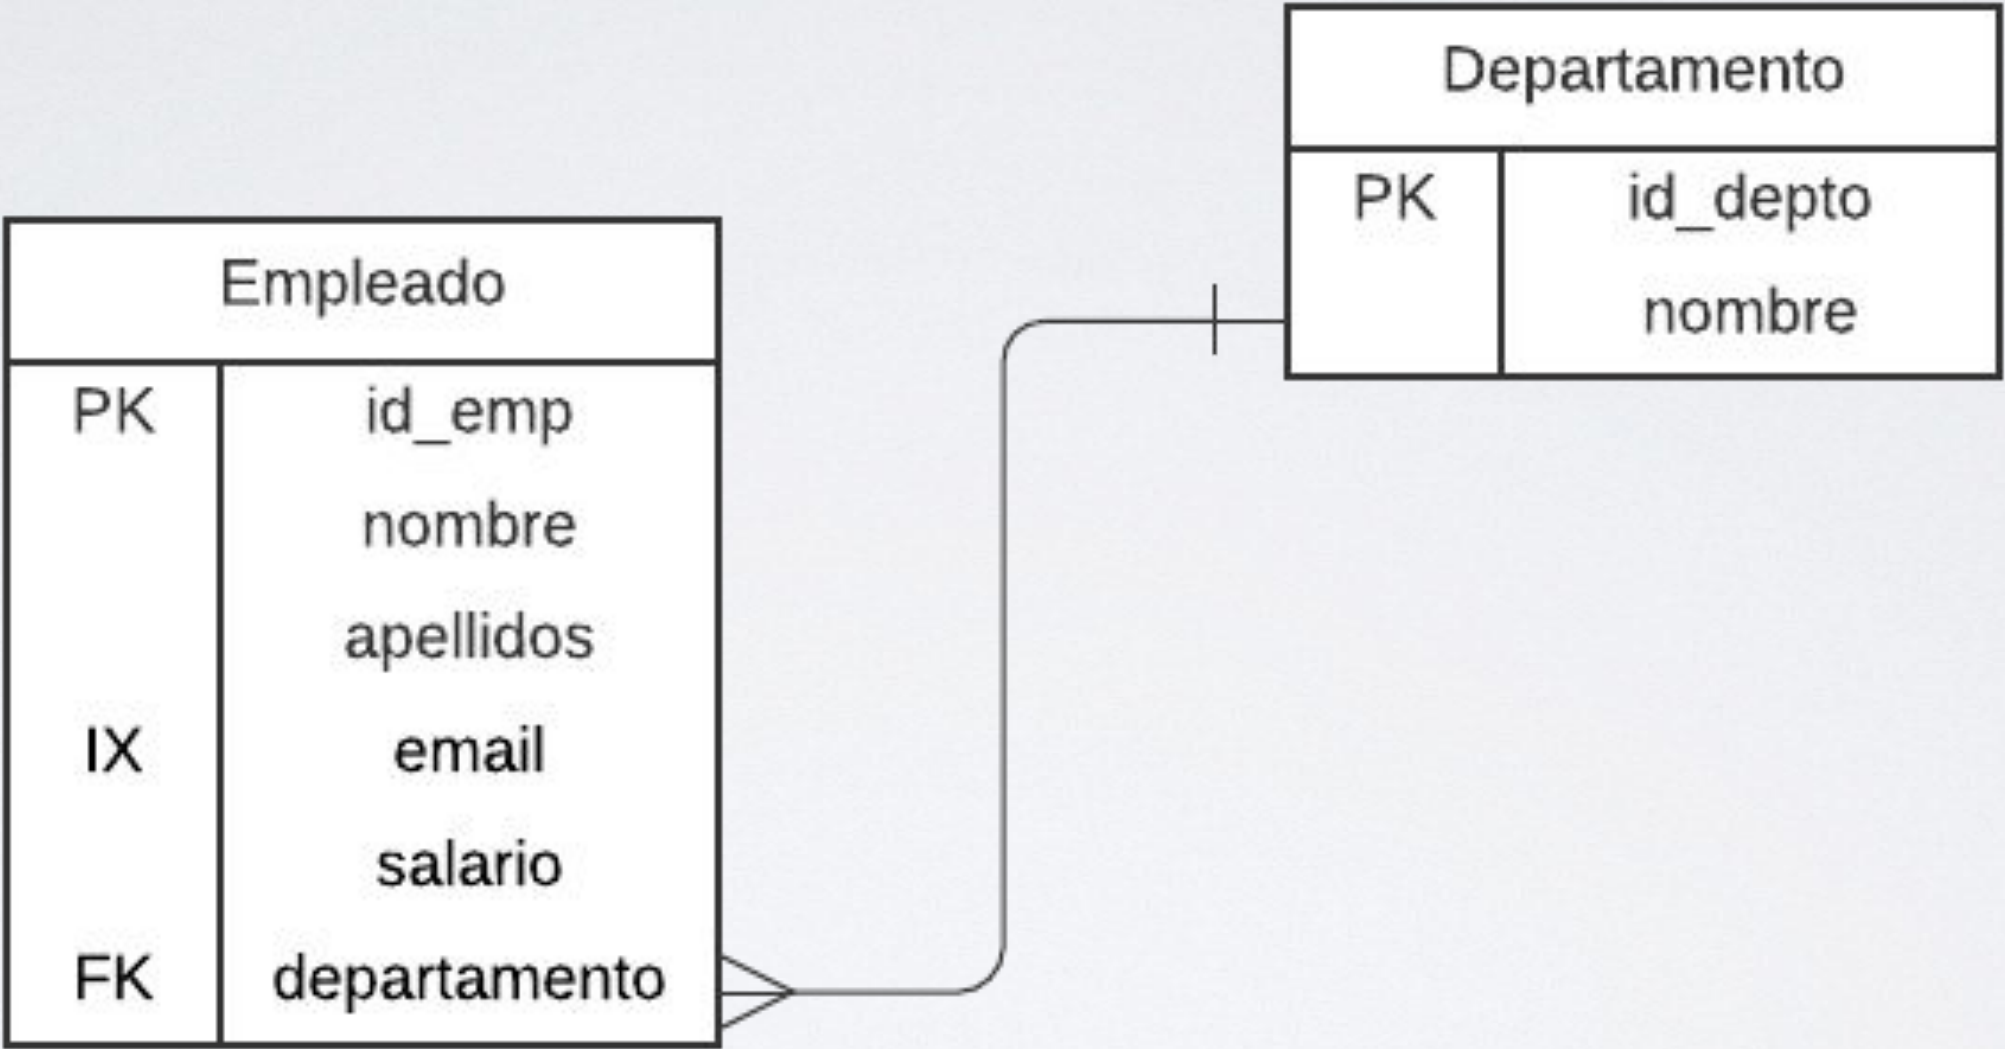 Departamento
PK id_depto
nombre
Empleado
PK id_emp
nombre
apellidos
IX email
salario
FK departamento